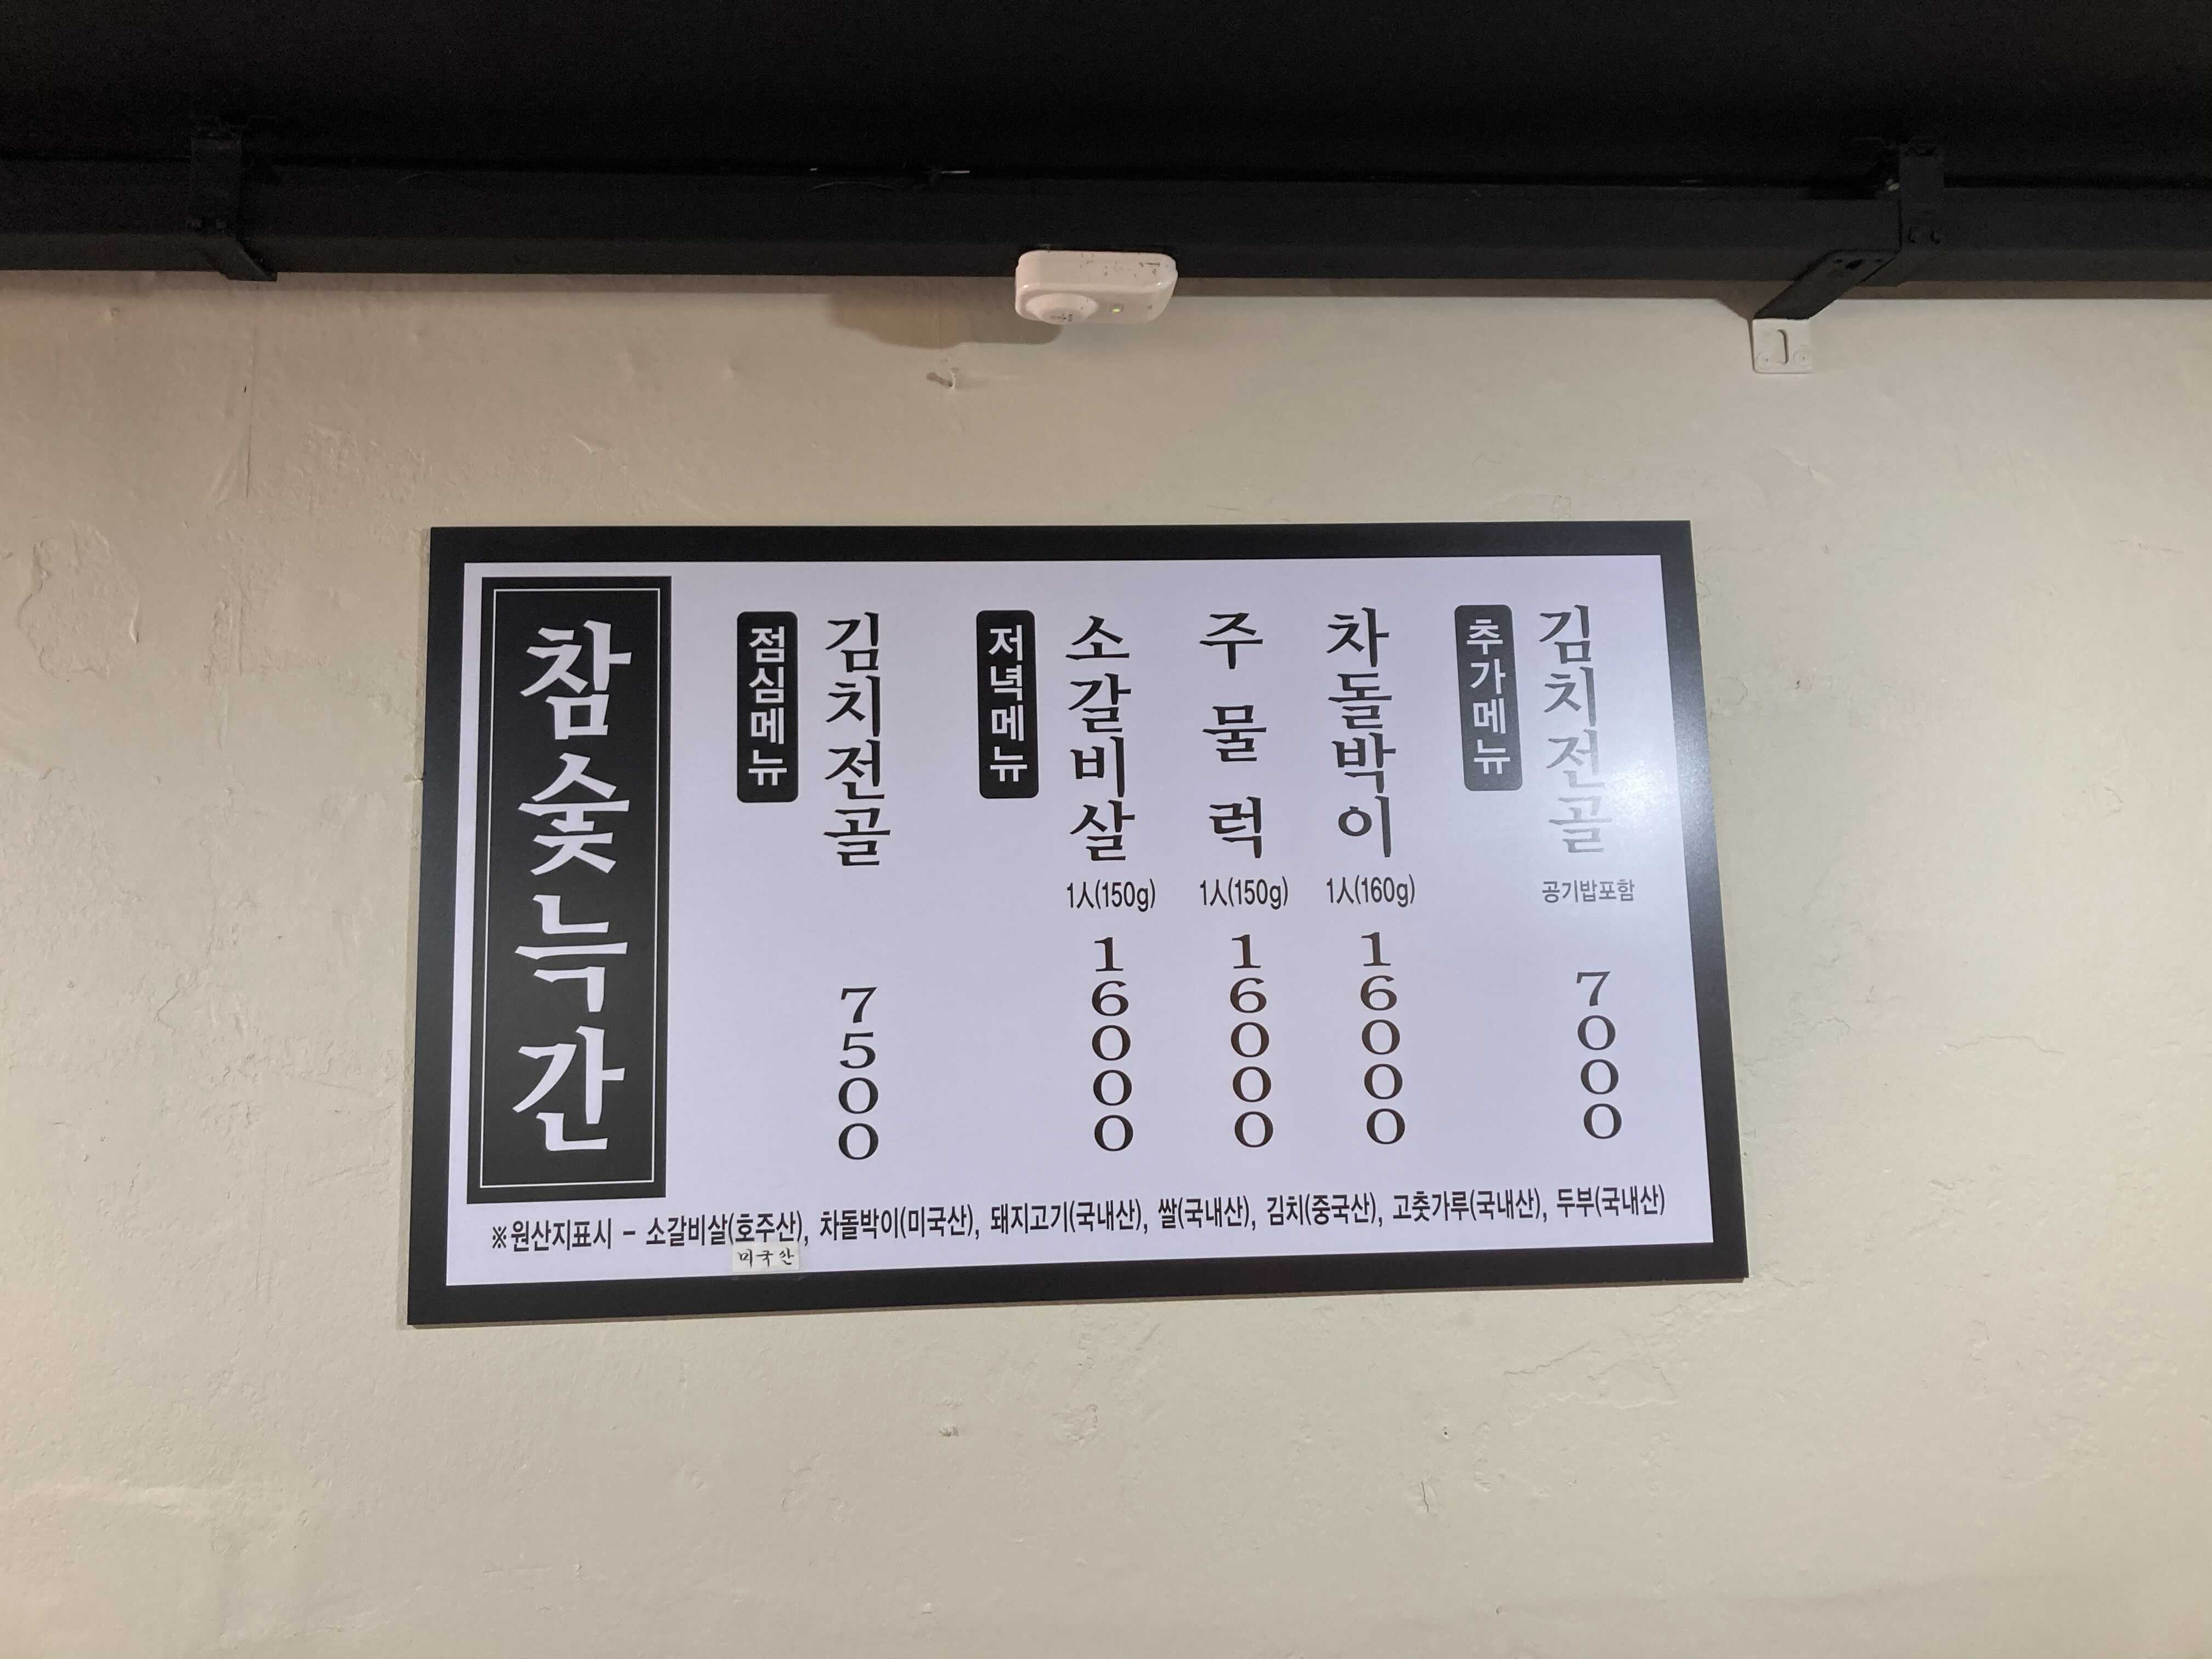 참숯늑간
점심메뉴
김치전골
7500
저녁메뉴
소갈비살
1人(150g)
16000
주물럭
1人(150g)
16000
차돌박이
1人(160g)
16000
추가메뉴
김치전골
공기밥포함
7000
※원산지표시 - 소갈비살(호주산), 차돌박이(미국산), 돼지고기(국내산), 쌀(국내산), 김치(중국산), 고춧가루(국내산), 두부(국내산)
미국산